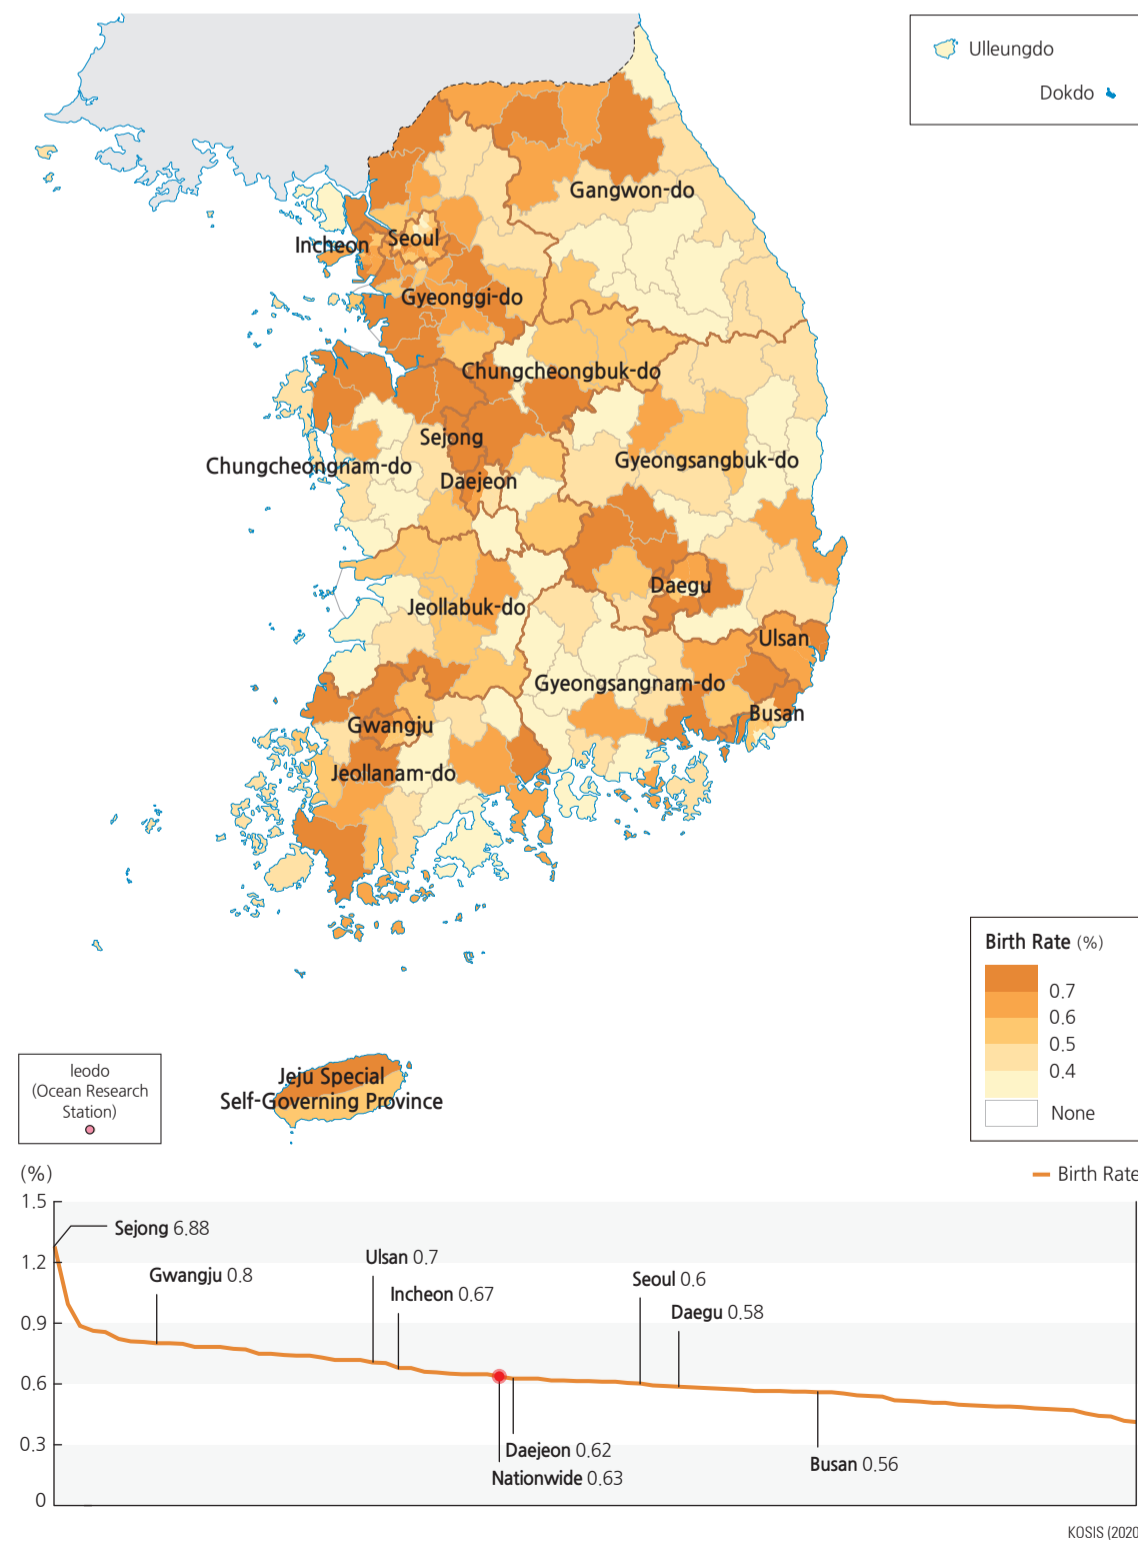 Ulleungdo
Dokdo
Gangwon-do
Incheon
Seoul
Gyeonggi-do
Chungcheongbuk-do
Sejong
Gyeongsangbuk-do
Chungcheongnam-do
Daejeon
Daegu
Jeollabuk-do
Ulsan
Gyeongsangnam-do
Busan
Gwangju
Jeollanam-do
Birth Rate (%)
0.7
0.6
0.5
0.4
None
Ieodo
(Ocean Research
Station)
Jeju Special
Self-Governing Province
(%)
Birth Rate
1.5
Sejong 6.88
Ulsan 0.7
1.2
Gwangju 0.8
Seoul 0.6
Incheon 0.67
Daegu 0.58
0.9
0.6
0.3
Daejeon 0.62
Busan 0.56
Nationwide 0.63
0
KOSIS (2020